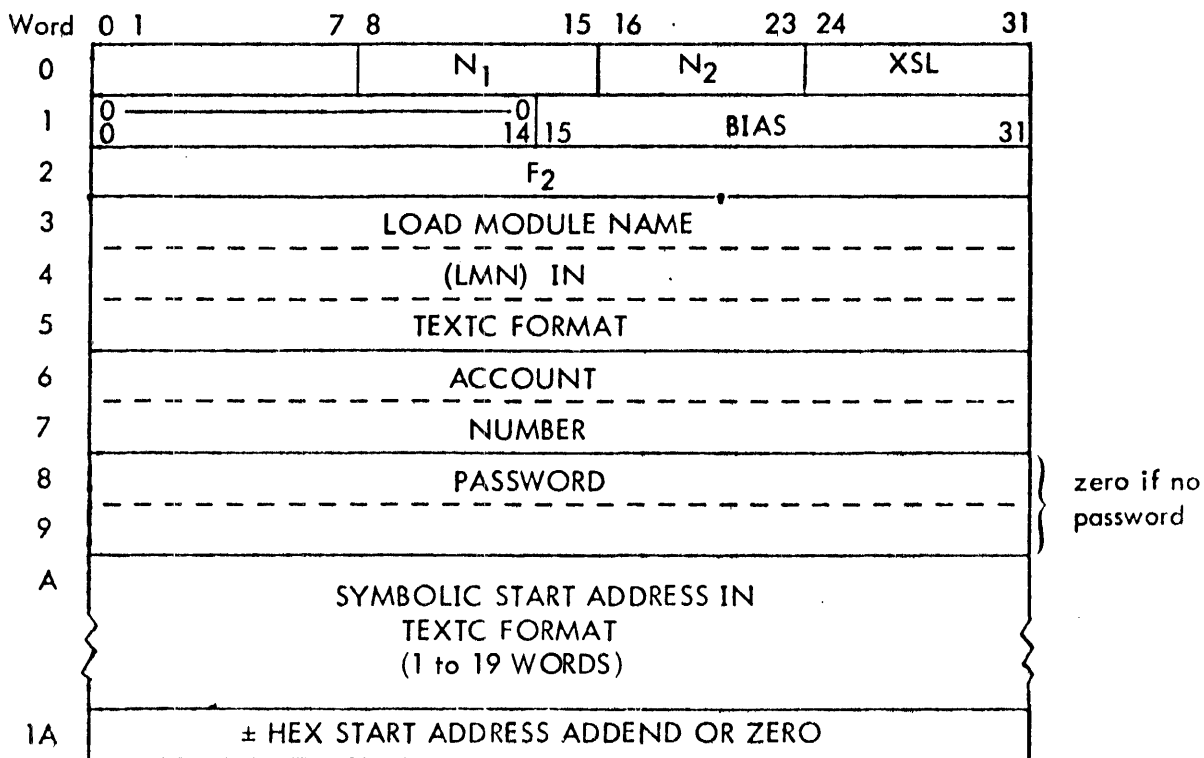 Word 0 1 7 8 15 16 23 24 31
0 N1 N2 XSL
1 0 0
0 14 15 BIAS 31
2 F2
3 LOAD MODULE NAME
4 (LMN) IN
5 TEXTC FORMAT
6 ACCOUNT
7 NUMBER
8 PASSWORD zero if no
9 password
A SYMBOLIC START ADDRESS IN
TEXTC FORMAT
(1 to 19 WORDS)
1A ± HEX START ADDRESS ADDEND OR ZERO